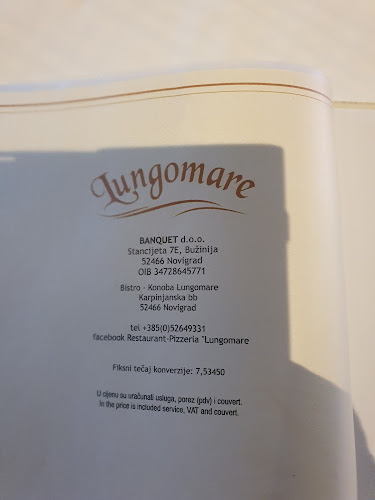 Lungomare
BANQUET d.o.o.
Stancijeta 7E, Bužinija
52466 Novigrad
OIB 34728645771
Bistro - Konoba Lungomare
Karpinjanska bb
52466 Novigrad
tel +385(0)52649331
facebook Restaurant-Pizzeria "Lungomare
Fiksni tečaj konverzije: 7,53450
U cijenu su uračunati usluga, porez (pdv) i couvert.
In the price is included service, VAT and couvert.